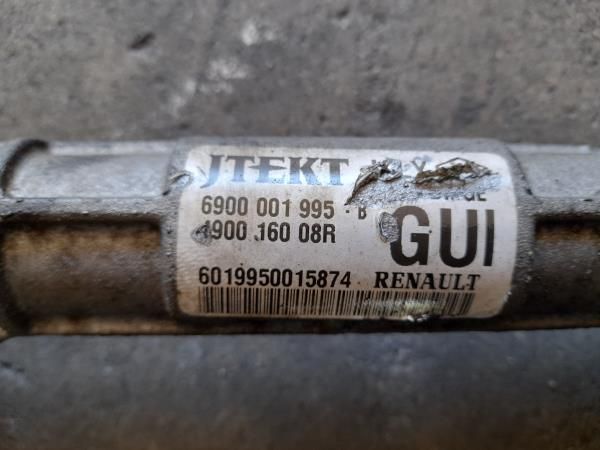 JTEKT
6900 001 995 - B
4900 160 08R
GUI
6019950015874 RENAULT